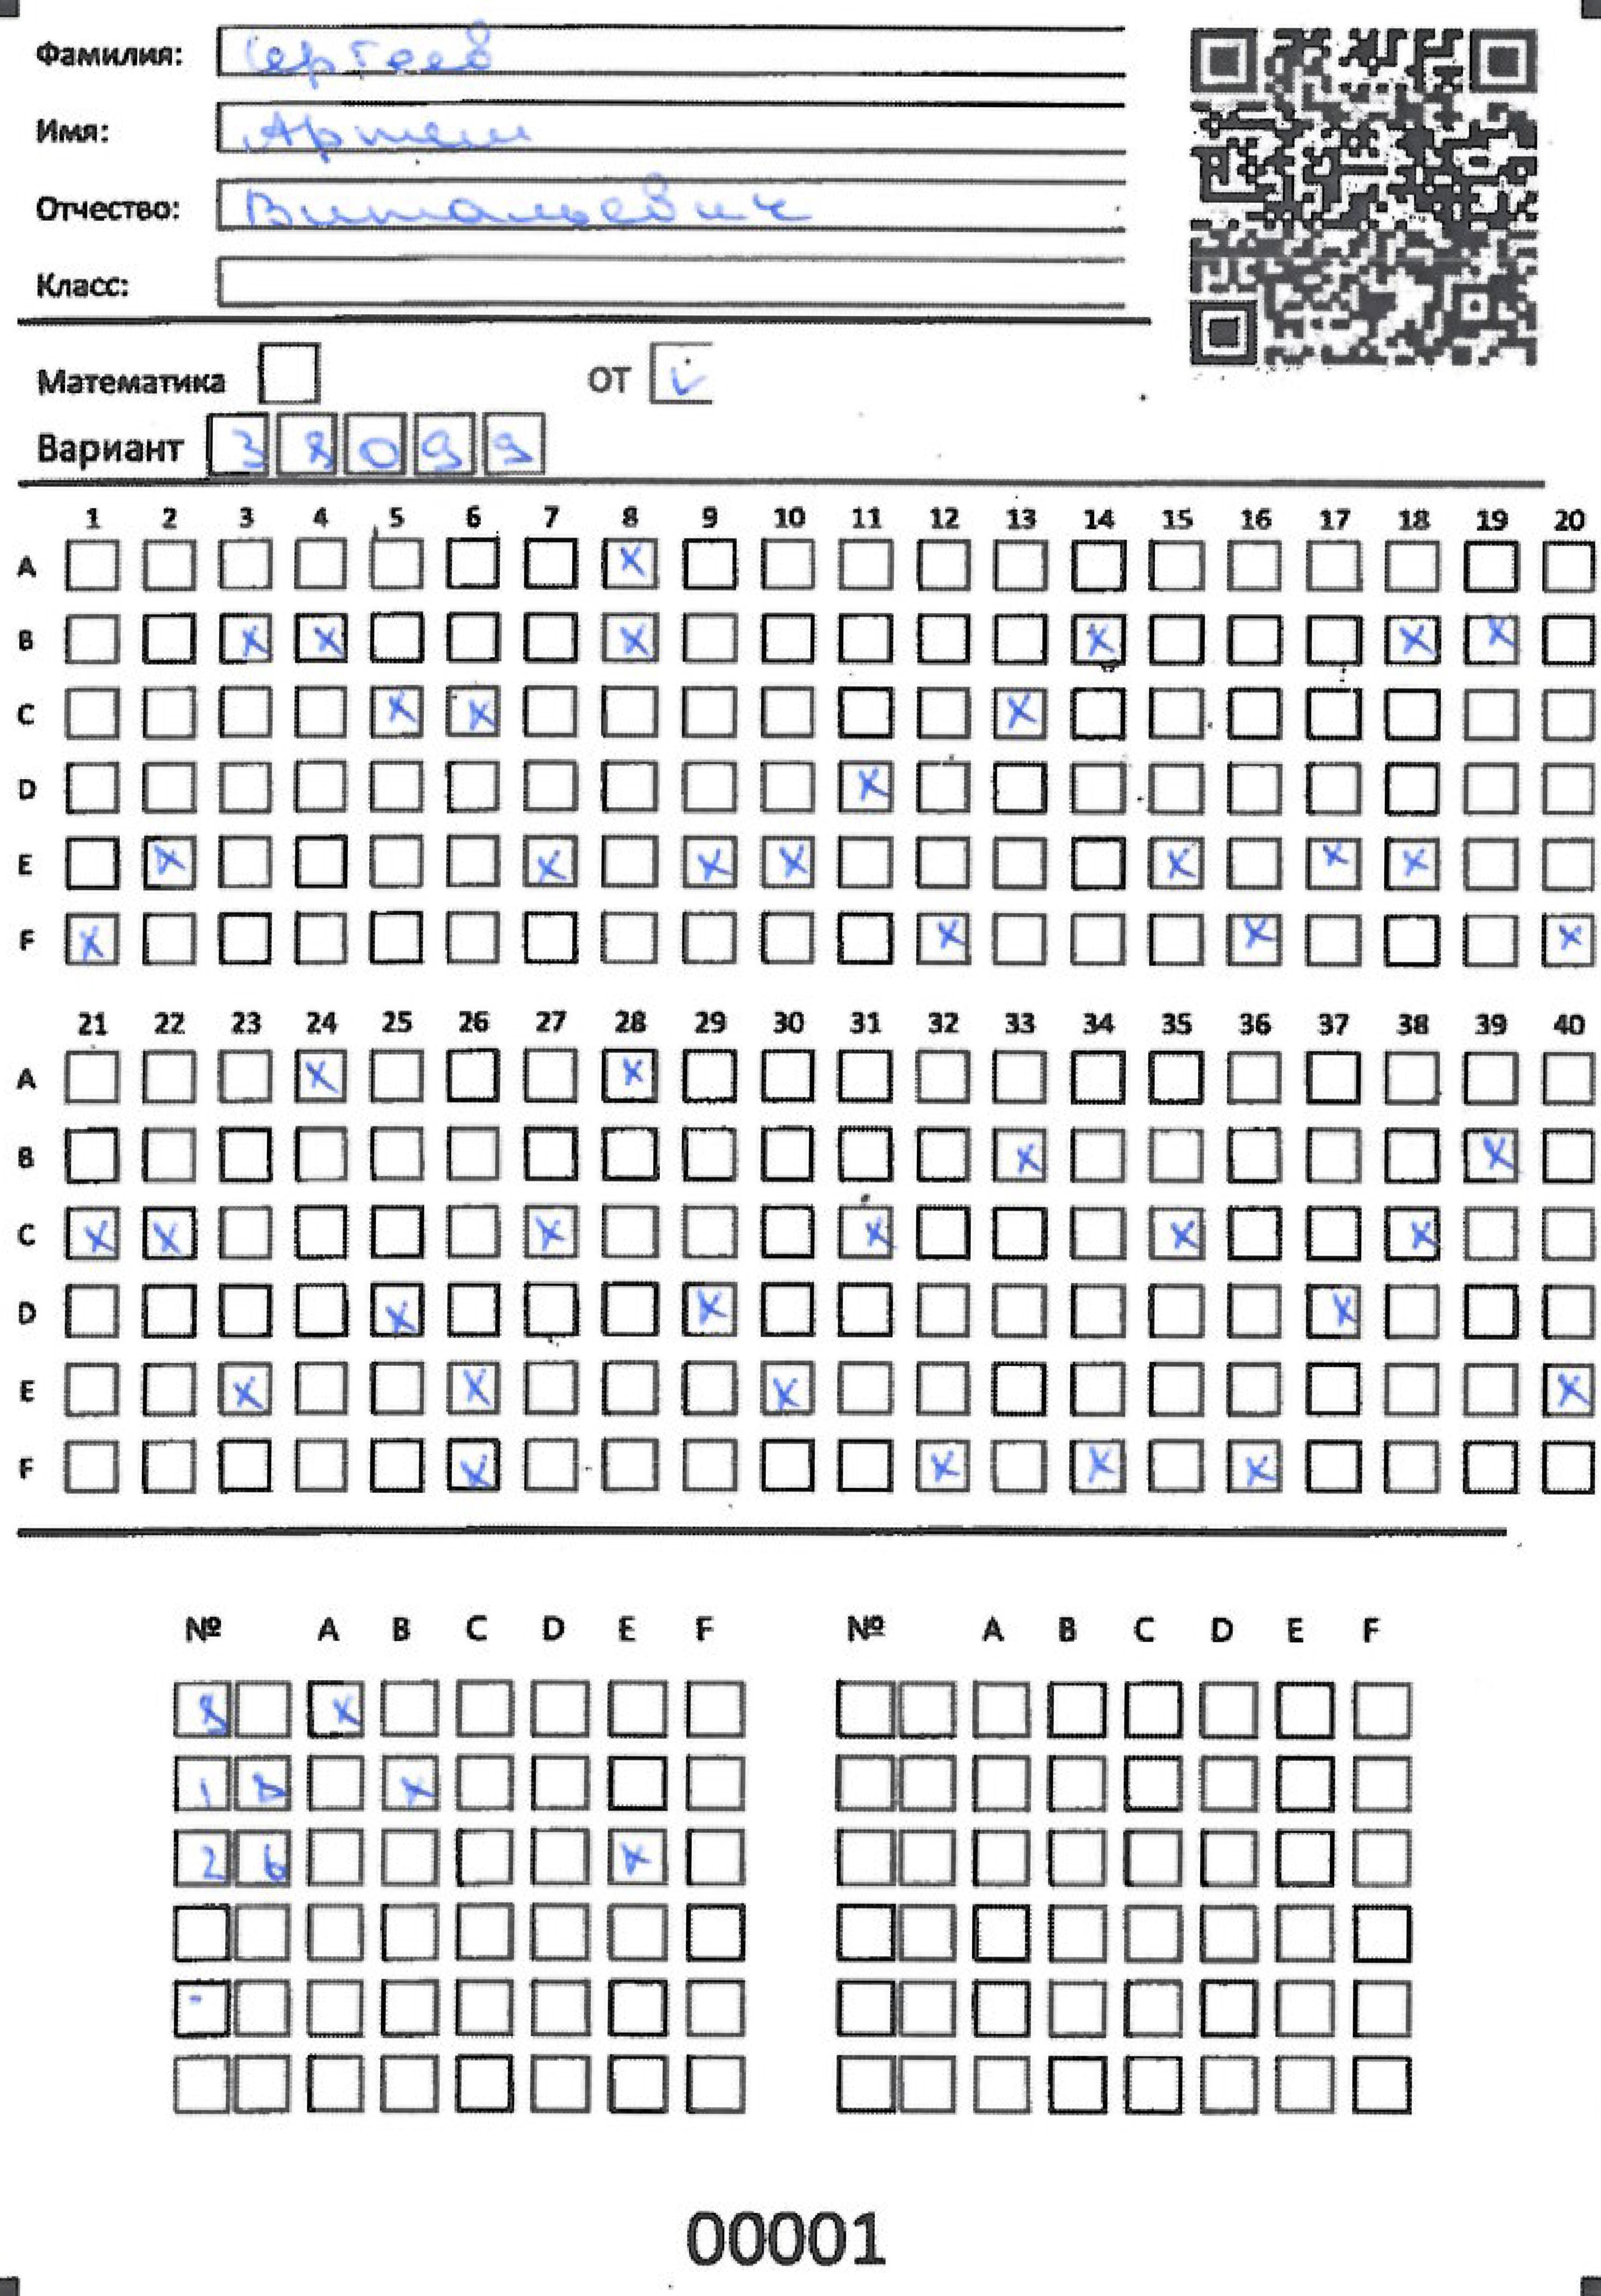 Фамилия: Сергеев
Имя: Артем
Отчество: Витальевич
Класс:
Математика ОТ ✓
Вариант 3 8 0 9 9
1 2 3 4 5 6 7 8 9 10 11 12 13 14 15 16 17 18 19 20
A X
B X X X X X X
C X X X
D X
E X X X X X X X
F X X X X
21 22 23 24 25 26 27 28 29 30 31 32 33 34 35 36 37 38 39 40
A X X
B X X
C X X X X X X
D X X X
E X X X X
F X X X X
№ A B C D E F № A B C D E F
8 X
1 8 X
2 6 X
00001